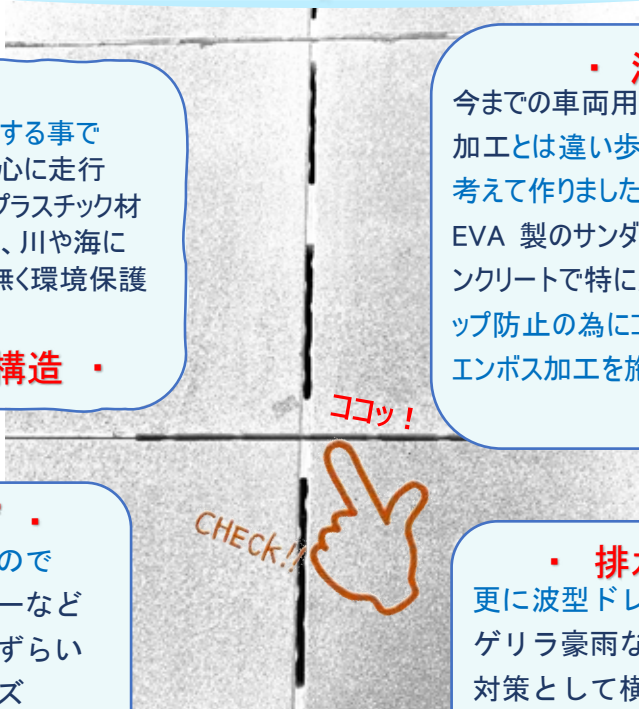 する事で
心に走行
プラスチック材
、川や海に
無く環境保護
構造 ・
・
今までの車両用
加工とは違い歩
考えて作りました
EVA 製のサンダ
ンクリートで特に
ップ防止の為にコ
エンボス加工を施
ココッ！
CHECK!!
・
ので
ーなど
ずらい
ズ
・ 排水
更に波型ドレ
ゲリラ豪雨な
対策として横